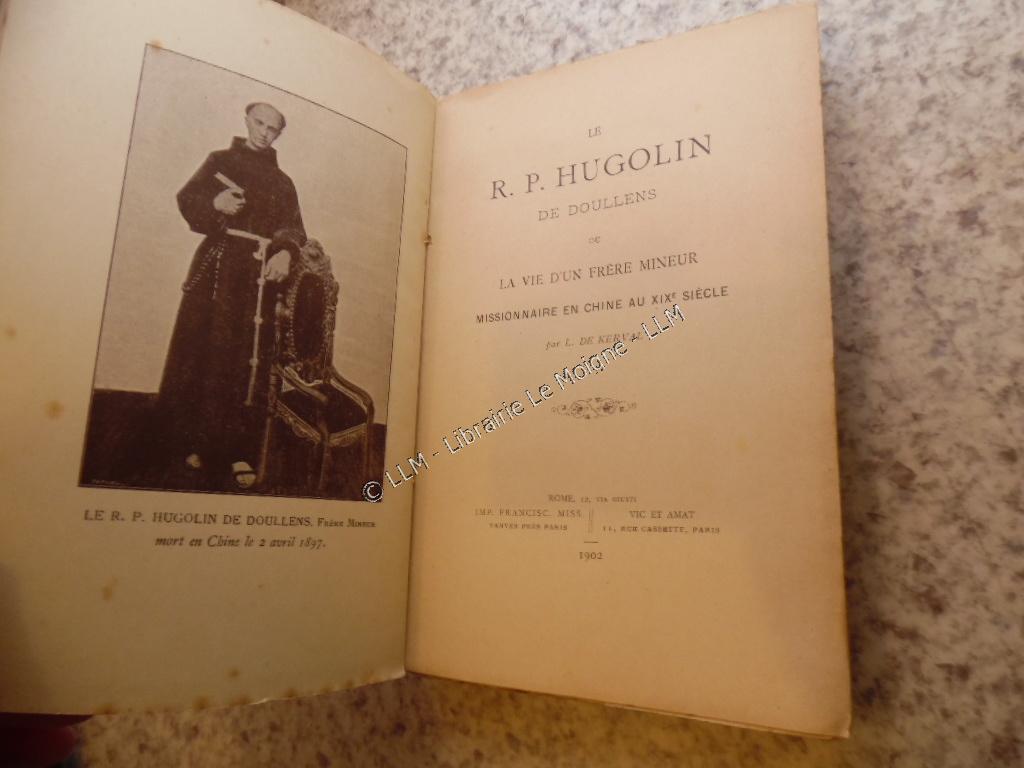 LE R. P. HUGOLIN DE DOULLENS, FRÈRE MINEUR
mort en Chine le 2 avril 1897.
LE
R. P. HUGOLIN
DE DOULLENS
OU
LA VIE D'UN FRÈRE MINEUR
MISSIONNAIRE EN CHINE AU XIXE SIÈCLE
par L. DE KERVAL
ROME, 12, VIA GIUSTI
IMP. FRANCISC. MISS.
VANVES PRÈS PARIS
VIC ET AMAT
11, RUE CASSETTE, PARIS
1902
© LLM - Librairie Le Moigne - LLM